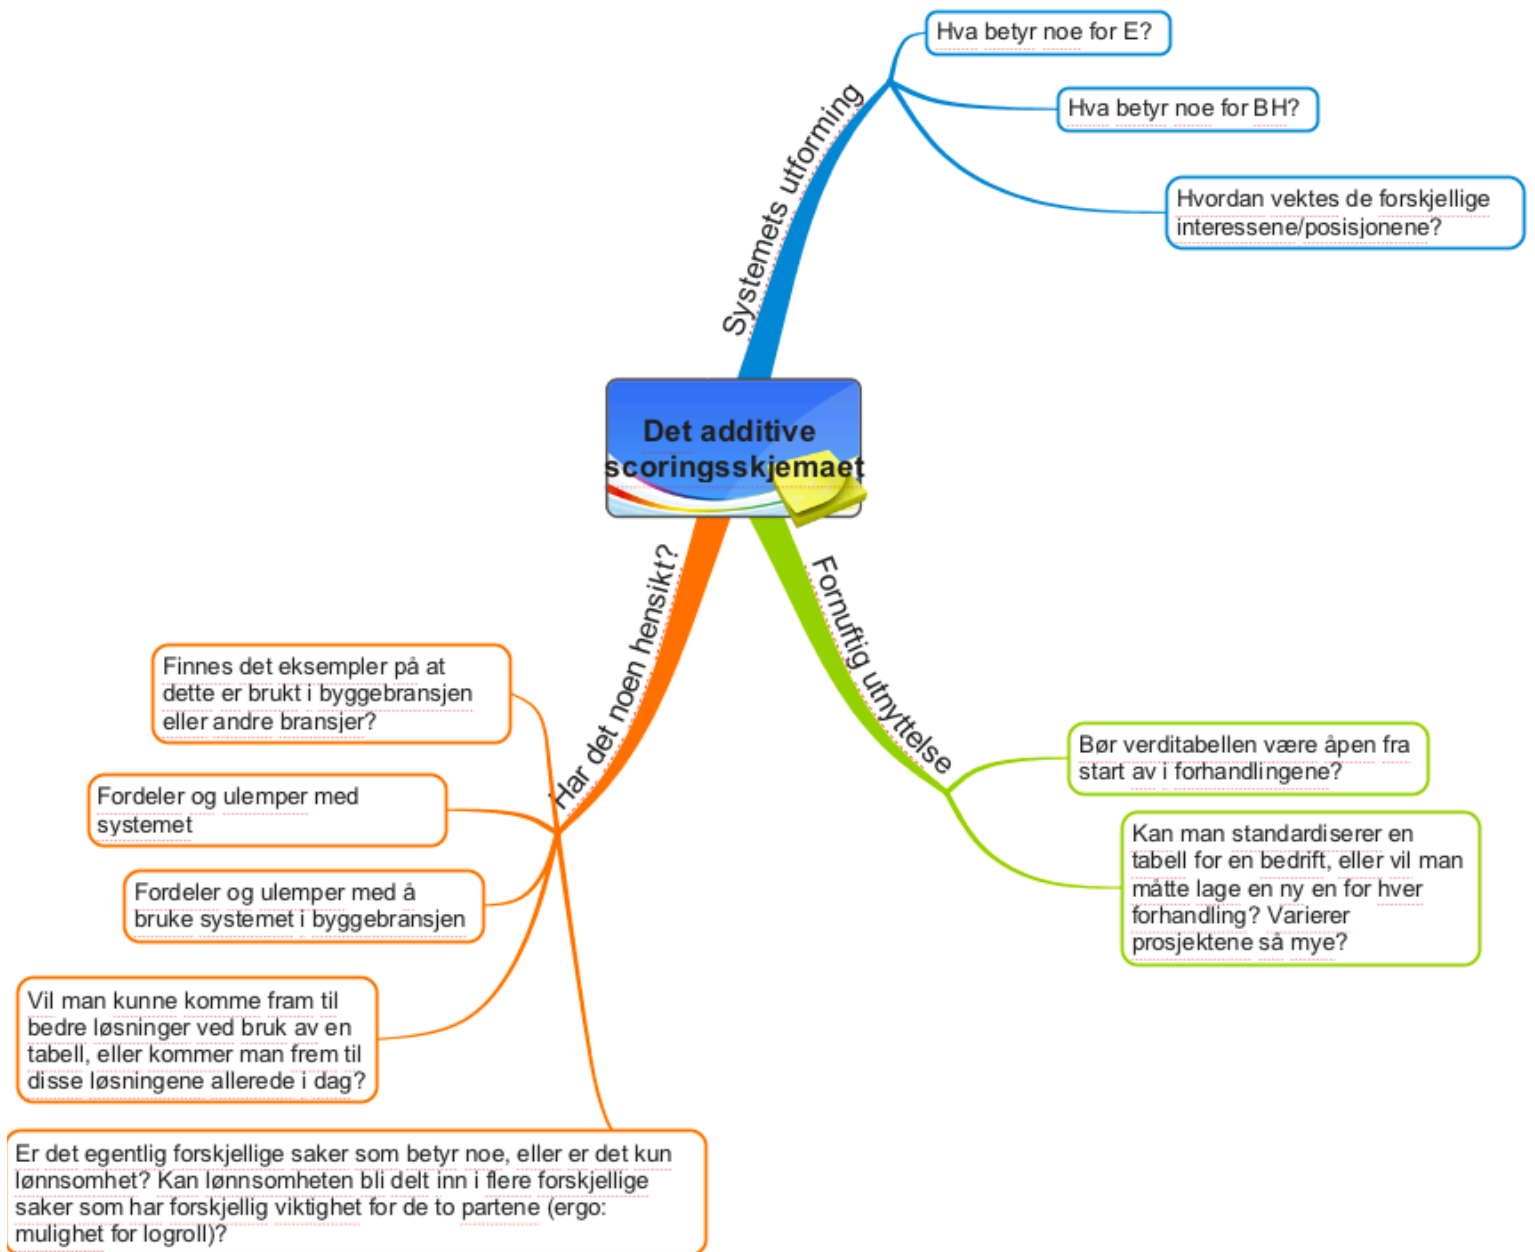 Det additive
scoringsskjemaet
Systemets utforming
Hva betyr noe for E?
Hva betyr noe for BH?
Hvordan vektes de forskjellige
interessene/posisjonene?
Fornuftig utnyttelse
Bør verditabellen være åpen fra
start av i forhandlingene?
Kan man standardiserer en
tabell for en bedrift, eller vil man
måtte lage en ny en for hver
forhandling? Varierer
prosjektene så mye?
Har det noen hensikt?
Finnes det eksempler på at
dette er brukt i byggebransjen
eller andre bransjer?
Fordeler og ulemper med
systemet
Fordeler og ulemper med å
bruke systemet i byggebransjen
Vil man kunne komme fram til
bedre løsninger ved bruk av en
tabell, eller kommer man frem til
disse løsningene allerede i dag?
Er det egentlig forskjellige saker som betyr noe, eller er det kun
lønnsomhet? Kan lønnsomheten bli delt inn i flere forskjellige
saker som har forskjellig viktighet for de to partene (ergo:
mulighet for logroll)?